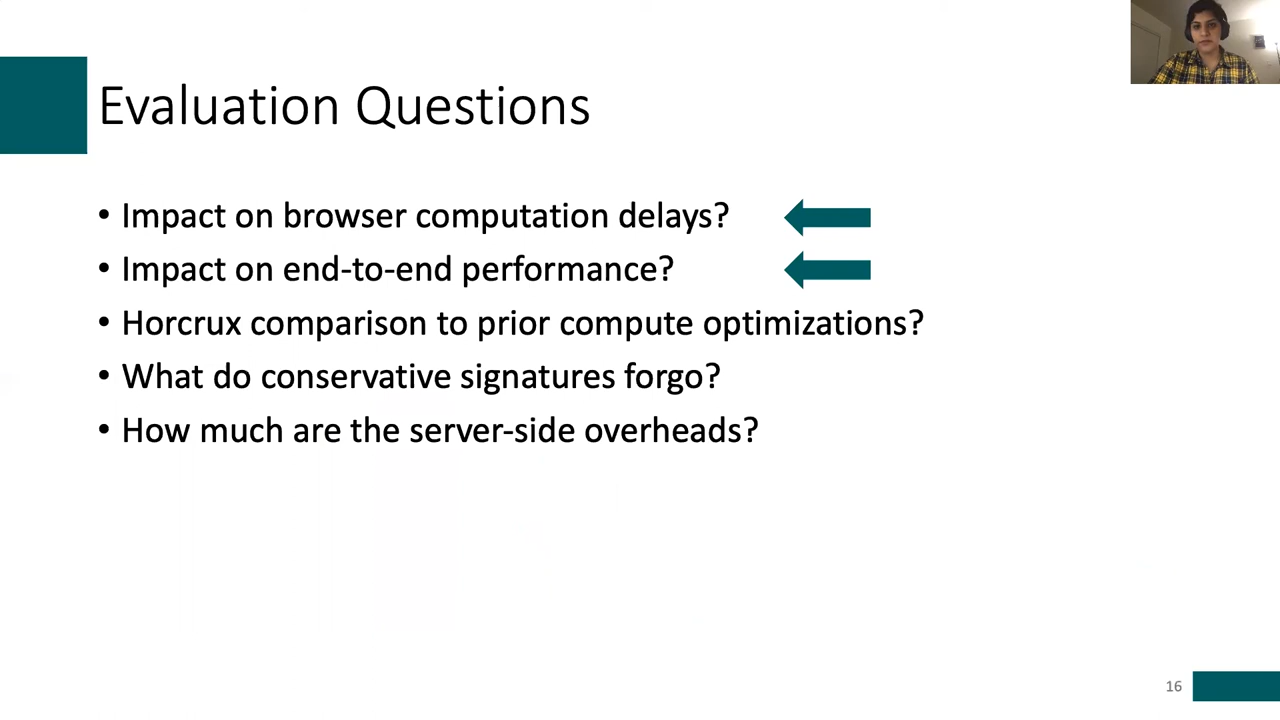 Evaluation Questions
• Impact on browser computation delays?
• Impact on end-to-end performance?
• Horcrux comparison to prior compute optimizations?
• What do conservative signatures forgo?
• How much are the server-side overheads?
16